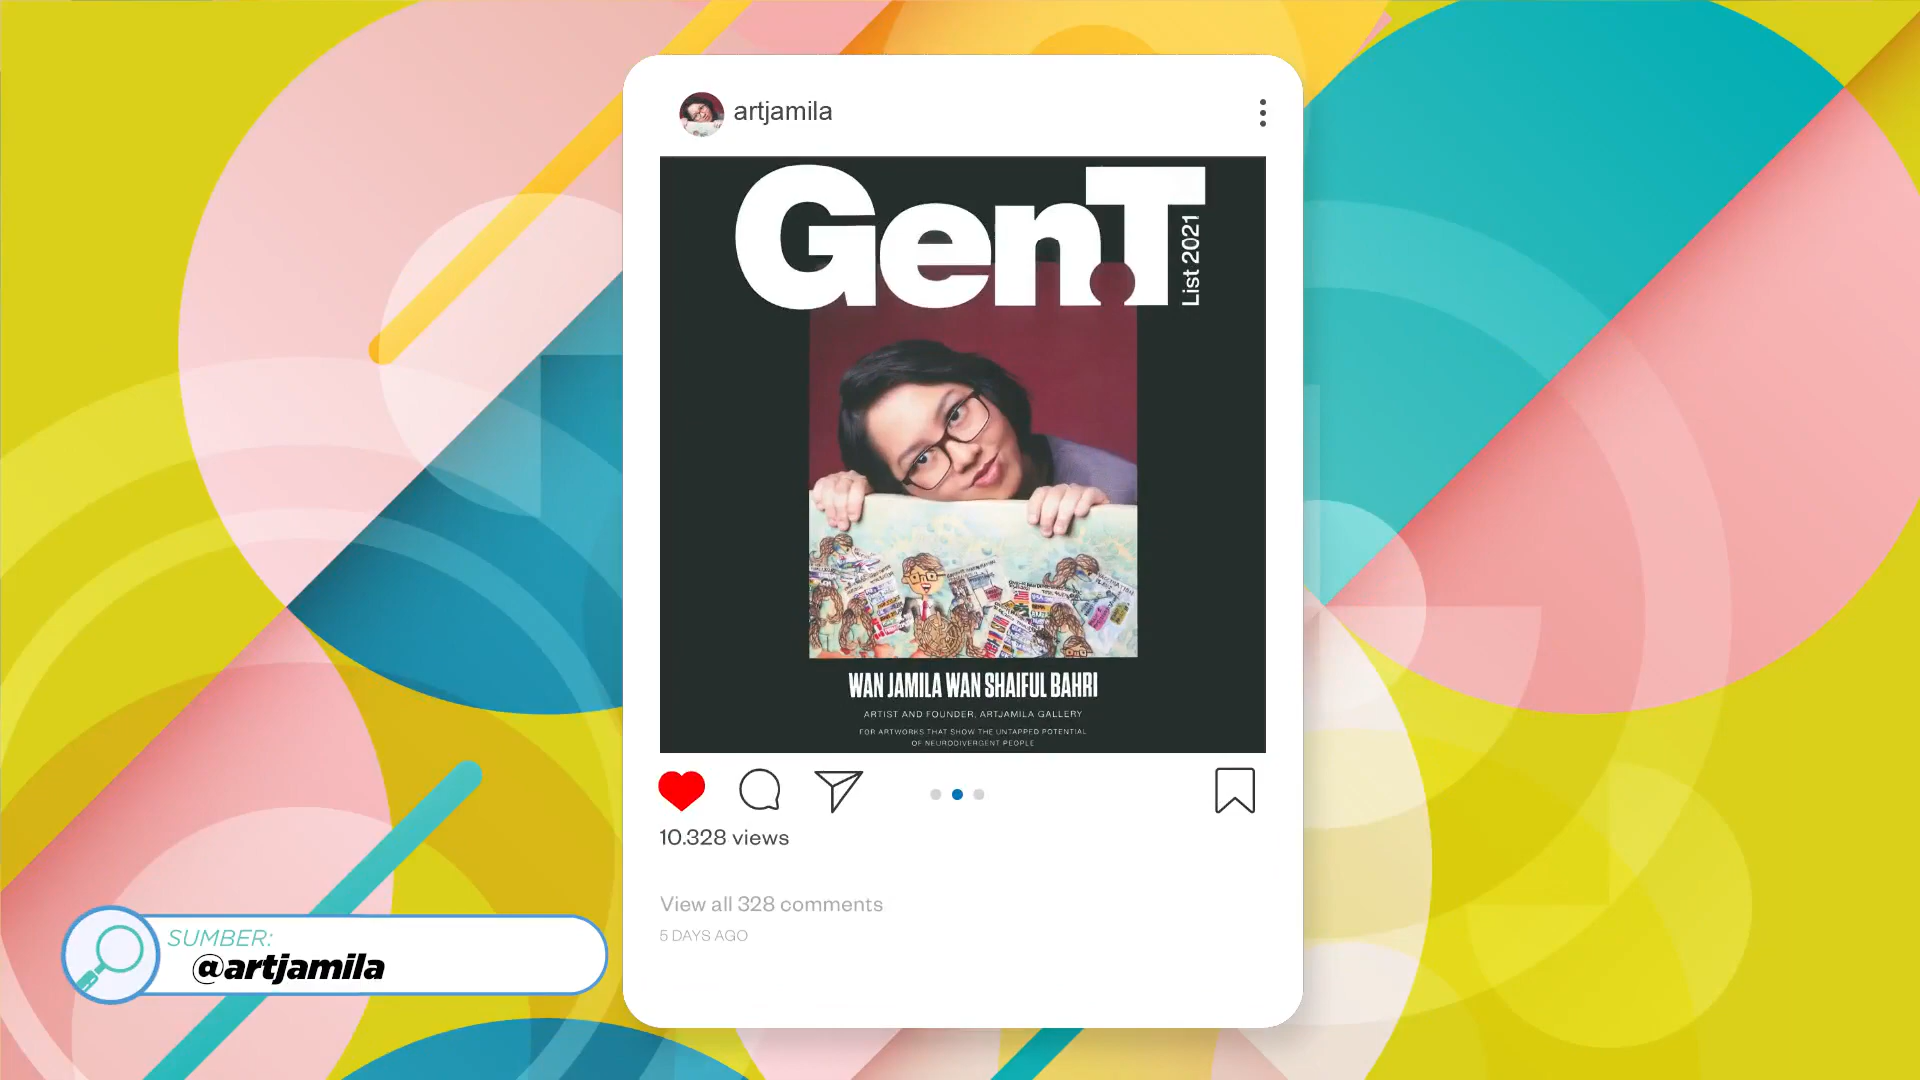 artjamila
Gen.T
List 2021
WAN JAMILA WAN SHAIFUL BAHRI
ARTIST AND FOUNDER, ARTJAMILA GALLERY
FOR ARTWORKS THAT SHOW THE UNTAPPED POTENTIAL
OF NEURODIVERGENT PEOPLE
10.328 views
View all 328 comments
5 DAYS AGO
SUMBER:
@artjamila